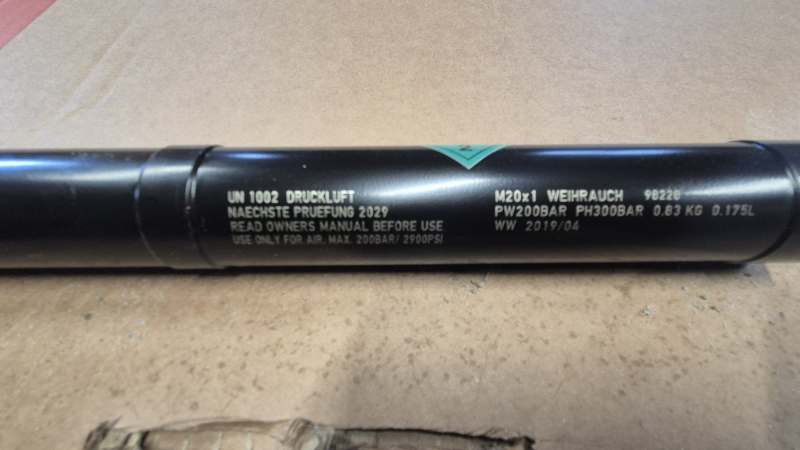 UN 1002 DRUCKLUFT
NAECHSTE PRUEFUNG 2029
READ OWNERS MANUAL BEFORE USE
USE ONLY FOR AIR. MAX. 200BAR/ 2900PSI
M20x1 WEIHRAUCH 98228
PW200BAR PH300BAR 0.83 KG 0.175L
WW 2019/04